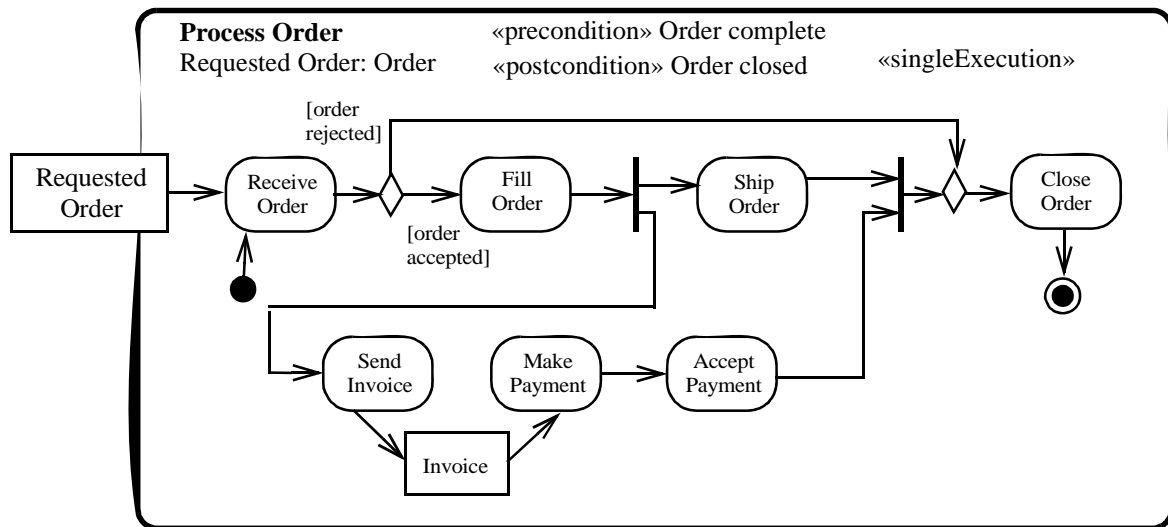 Process Order
Requested Order: Order
«precondition» Order complete
«postcondition» Order closed
«singleExecution»
[order
rejected]
Requested
Order
Receive
Order
Fill
Order
Ship
Order
Close
Order
[order
accepted]
Send
Invoice
Make
Payment
Accept
Payment
Invoice